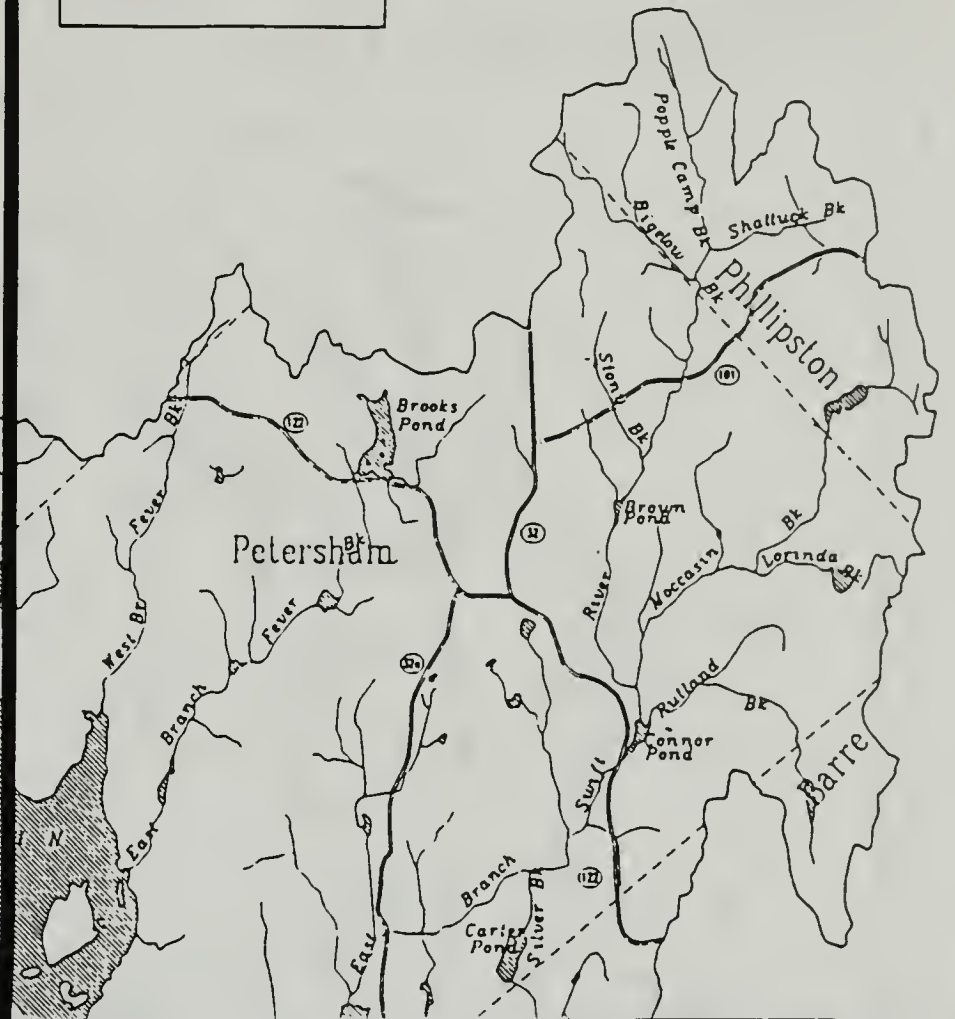 Popple Camp Bk
Shattuck Bk
Bigelow Bk
Phillipston
101
Stony Bk
Brooks
Pond
122
Bk
Fever
West Br
Petersham
Bk
Fever
Branch
East
32
Brown
Pond
River
Moccasin
Bk
Lorinda
Bk
32a
Rutland
Bk
Connor
Pond
Barre
Swift
122
Branch
East
Silver Bk
Carter
Pond
I N